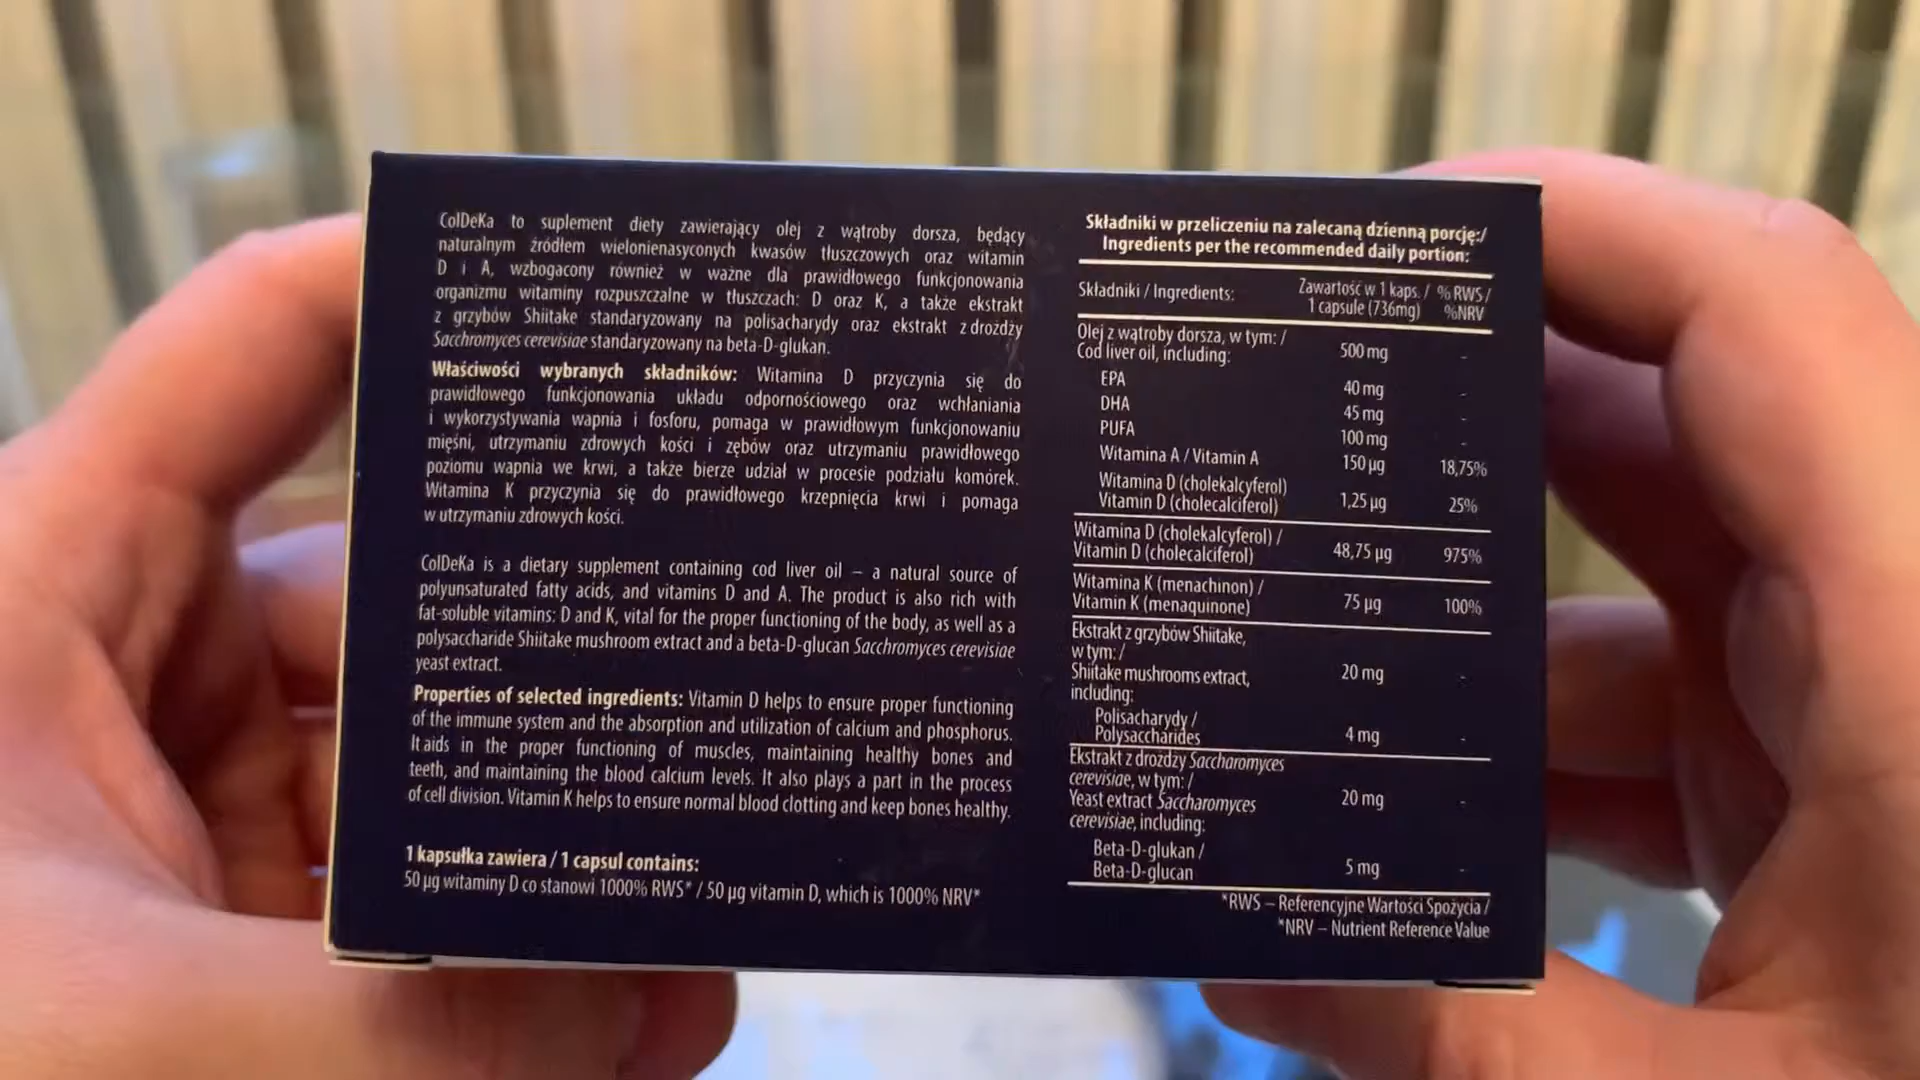 ColDeKa to suplement diety zawierający olej z wątroby dorsza, będący
naturalnym źródłem wielonienasyconych kwasów tłuszczowych oraz witamin
D i A, wzbogacony również w ważne dla prawidłowego funkcjonowania
organizmu witaminy rozpuszczalne w tłuszczach: D oraz K, a także ekstrakt
z grzybów Shiitake standaryzowany na polisacharydy oraz ekstrakt z drożdży
Sacchromyces cerevisiae standaryzowany na beta-D-glukan.
Właściwości wybranych składników: Witamina D przyczynia się do
prawidłowego funkcjonowania układu odpornościowego oraz wchłaniania
i wykorzystywania wapnia i fosforu, pomaga w prawidłowym funkcjonowaniu
mięśni, utrzymaniu zdrowych kości i zębów oraz utrzymaniu prawidłowego
poziomu wapnia we krwi, a także bierze udział w procesie podziału komórek.
Witamina K przyczynia się do prawidłowego krzepnięcia krwi i pomaga
w utrzymaniu zdrowych kości.
ColDeKa is a dietary supplement containing cod liver oil – a natural source of
polyunsaturated fatty acids, and vitamins D and A. The product is also rich with
fat-soluble vitamins: D and K, vital for the proper functioning of the body, as well as a
polysaccharide Shiitake mushroom extract and a beta-D-glucan Sacchromyces cerevisiae
yeast extract.
Properties of selected ingredients: Vitamin D helps to ensure proper functioning
of the immune system and the absorption and utilization of calcium and phosphorus.
It aids in the proper functioning of muscles, maintaining healthy bones and
teeth, and maintaining the blood calcium levels. It also plays a part in the process
of cell division. Vitamin K helps to ensure normal blood clotting and keep bones healthy.
1 kapsułka zawiera / 1 capsul contains:
50 µg witaminy D co stanowi 1000% RWS* / 50 µg vitamin D, which is 1000% NRV*
Składniki w przeliczeniu na zalecaną dzienną porcję:/
Ingredients per the recommended daily portion:
Składniki / Ingredients: Zawartość w 1 kaps. / % RWS /
1 capsule (736mg) %NRV
Olej z wątroby dorsza, w tym: /
Cod liver oil, including: 500 mg -
EPA 40 mg -
DHA 45 mg -
PUFA 100 mg -
Witamina A / Vitamin A 150 µg 18,75%
Witamina D (cholekalcyferol)
Vitamin D (cholecalciferol) 1,25 µg 25%
Witamina D (cholekalcyferol) /
Vitamin D (cholecalciferol) 48,75 µg 975%
Witamina K (menachinon) /
Vitamin K (menaquinone) 75 µg 100%
Ekstrakt z grzybów Shiitake,
w tym: /
Shiitake mushrooms extract, 20 mg -
including:
Polisacharydy /
Polysaccharides 4 mg -
Ekstrakt z drożdży Saccharomyces
cerevisiae, w tym: /
Yeast extract Saccharomyces 20 mg -
cerevisiae, including:
Beta-D-glukan /
Beta-D-glucan 5 mg -
*RWS – Referencyjne Wartości Spożycia /
*NRV – Nutrient Reference Value